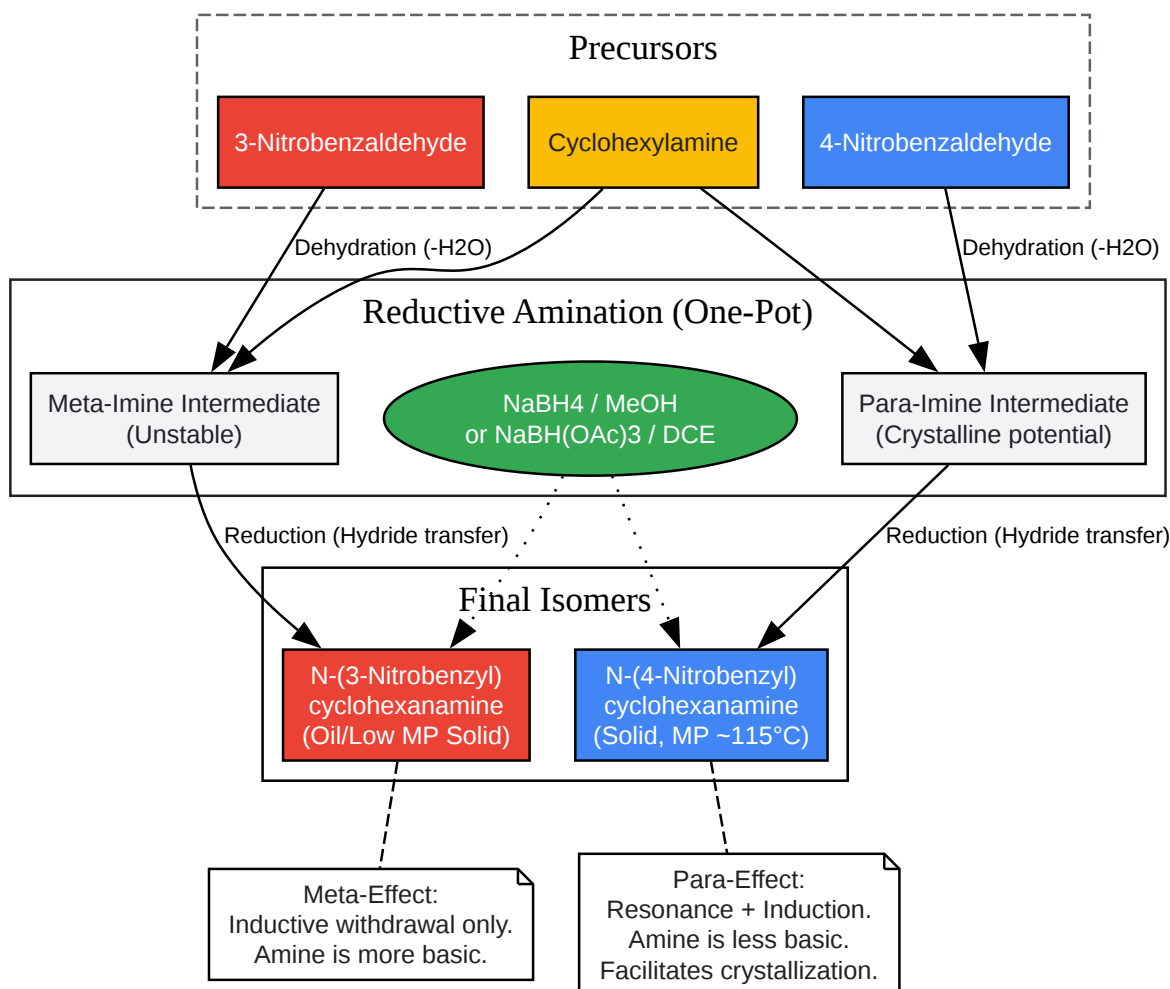 Precursors
3-Nitrobenzaldehyde
Cyclohexylamine
4-Nitrobenzaldehyde
Dehydration (-H2O)
Dehydration (-H2O)
Reductive Amination (One-Pot)
Meta-Imine Intermediate
(Unstable)
NaBH4 / MeOH
or NaBH(OAc)3 / DCE
Para-Imine Intermediate
(Crystalline potential)
Reduction (Hydride transfer)
Reduction (Hydride transfer)
Final Isomers
N-(3-Nitrobenzyl)
cyclohexanamine
(Oil/Low MP Solid)
N-(4-Nitrobenzyl)
cyclohexanamine
(Solid, MP ~115°C)
Meta-Effect:
Inductive withdrawal only.
Amine is more basic.
Para-Effect:
Resonance + Induction.
Amine is less basic.
Facilitates crystallization.